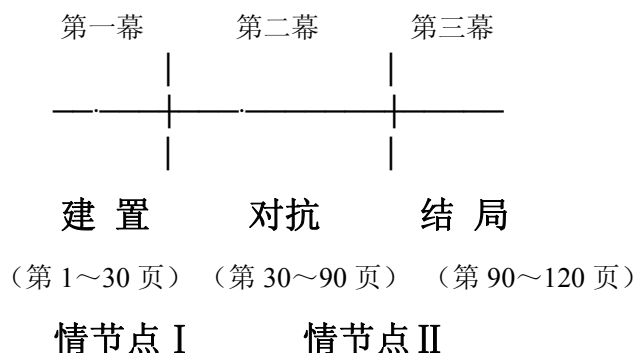 第一幕 第二幕 第三幕
建 置 对抗 结 局
（第 1～30 页） （第 30～90 页） （第 90～120 页）
情节点 I 情节点 II